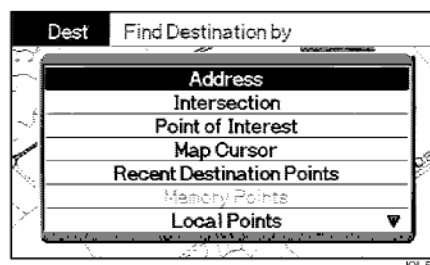 Dest Find Destination by
Address
Intersection
Point of Interest
Map Cursor
Recent Destination Points
Memory Points
Local Points